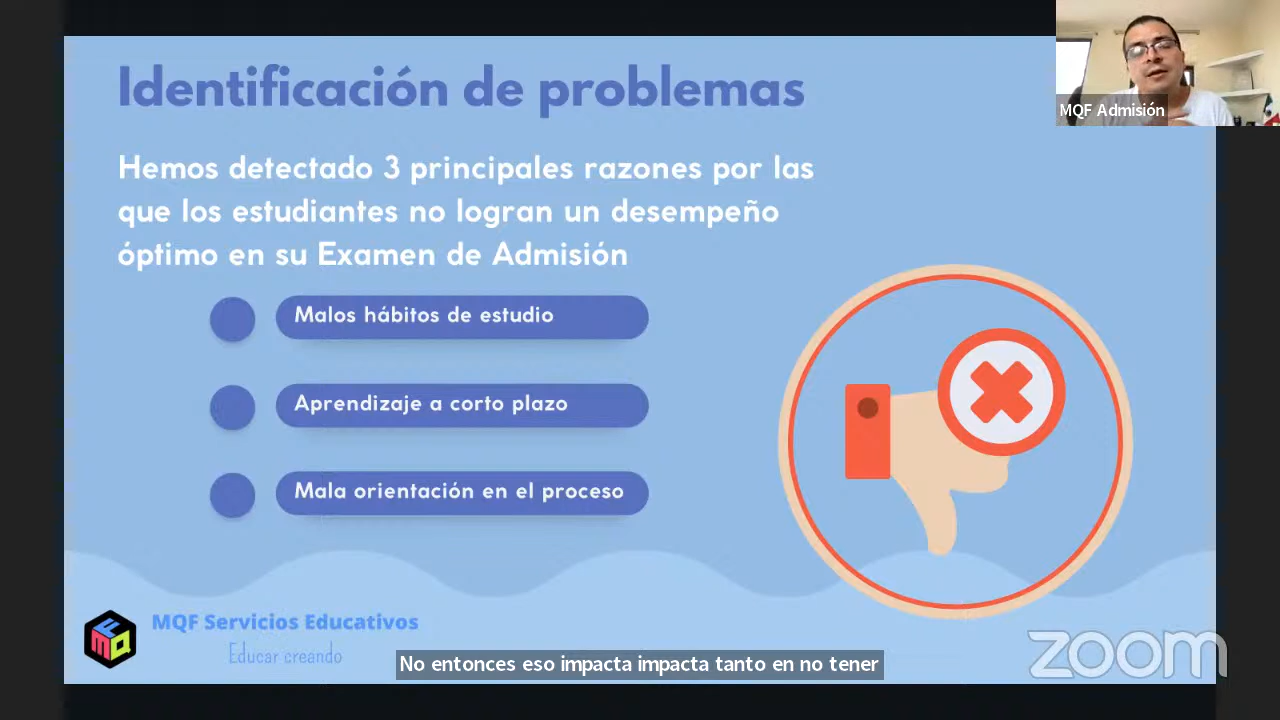 Identificación de problemas
MQF Admisión
Hemos detectado 3 principales razones por las
que los estudiantes no logran un desempeño
óptimo en su Examen de Admisión
Malos hábitos de estudio
Aprendizaje a corto plazo
Mala orientación en el proceso
FMQ
MQF Servicios Educativos
Educar creando
No entonces eso impacta impacta tanto en no tener
zoom